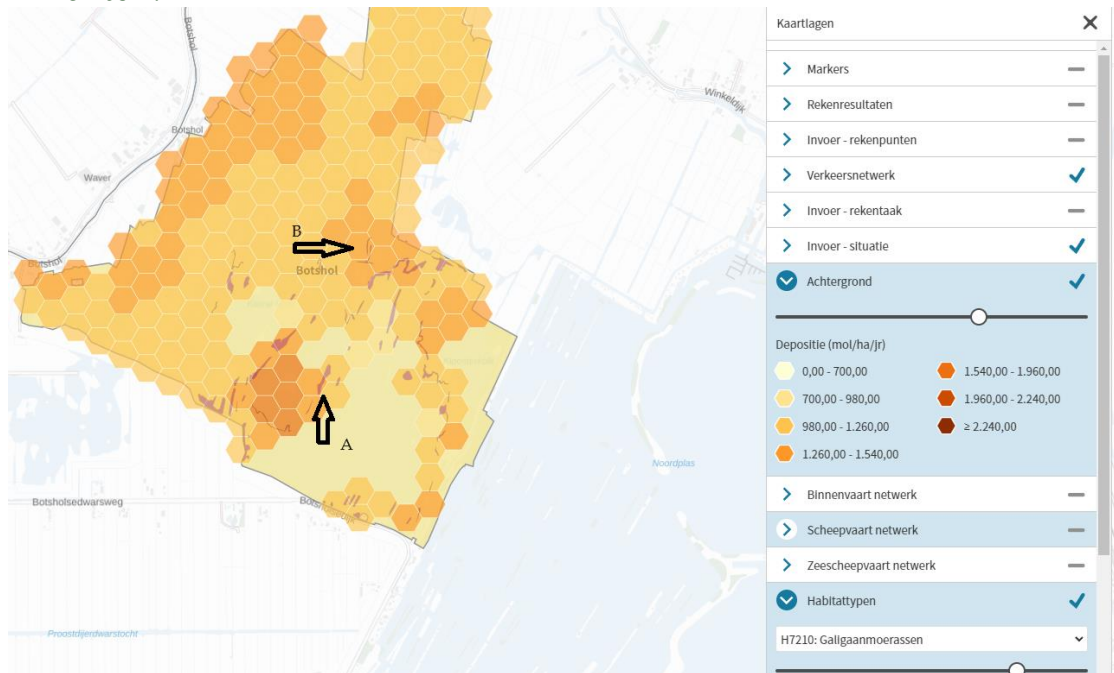 Kaartlagen
Markers
Rekenresultaten
Invoer - rekenpunten
Verkeersnetwerk
Invoer - rekentaak
Invoer - situatie
Achtergrond
Depositie (mol/ha/jr)
0,00 - 700,00
700,00 - 980,00
980,00 - 1.260,00
1.260,00 - 1.540,00
1.540,00 - 1.960,00
1.960,00 - 2.240,00
≥ 2.240,00
Binnenvaart netwerk
Scheepvaart netwerk
Zeescheepvaart netwerk
Habitattypen
H7210: Galigaanmoerassen
Botshol
Winkeldijk
Botshol
Waver
B
Botshol
Botshol
A
Noordplas
Botsholsedwarsweg
Proostdijerdwarstocht